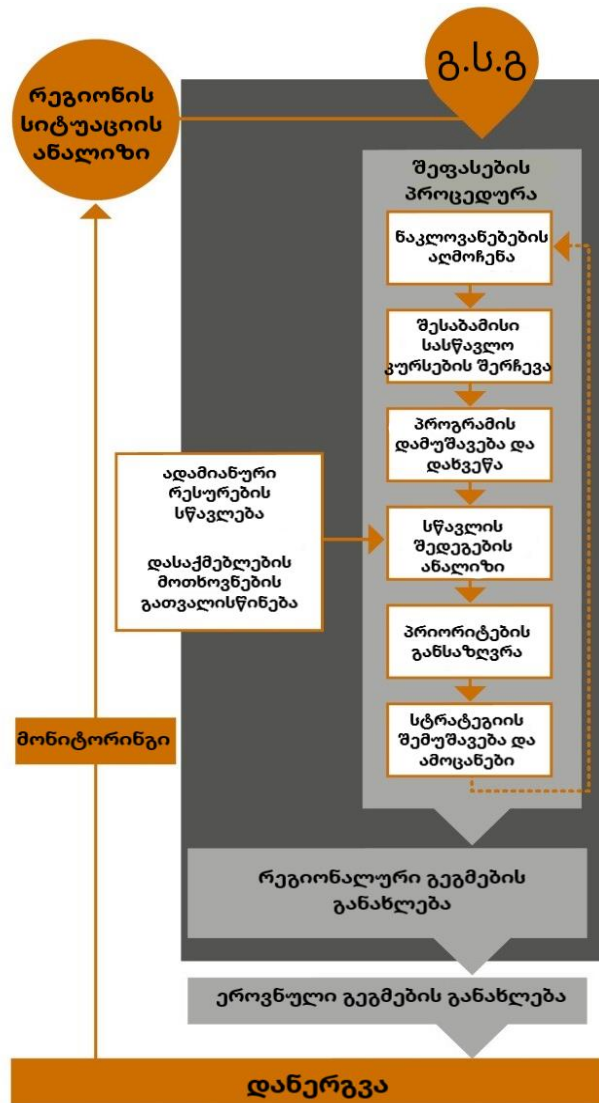 გ.ს.გ
რეგიონის
სიტუაციის
ანალიზი
შეფასების
პროცედურა
ნაკლოვანებების
აღმოჩენა
შესაბამისი
სასწავლო
კურსების შერჩევა
პროგრამის
დამუშავება და
დახვეწა
ადამიანური
რესურების
სწავლება
დასაქმებლების
მოთხოვნების
გათვალისწინება
სწავლის
შედეგების
ანალიზი
პრიორიტების
განსაზღვრა
სტრატეგიის
შემუშავება და
ამოცანები
მონიტორინგი
რეგიონალური გეგმების
განახლება
ეროვნული გეგმების განახლება
დანერგვა